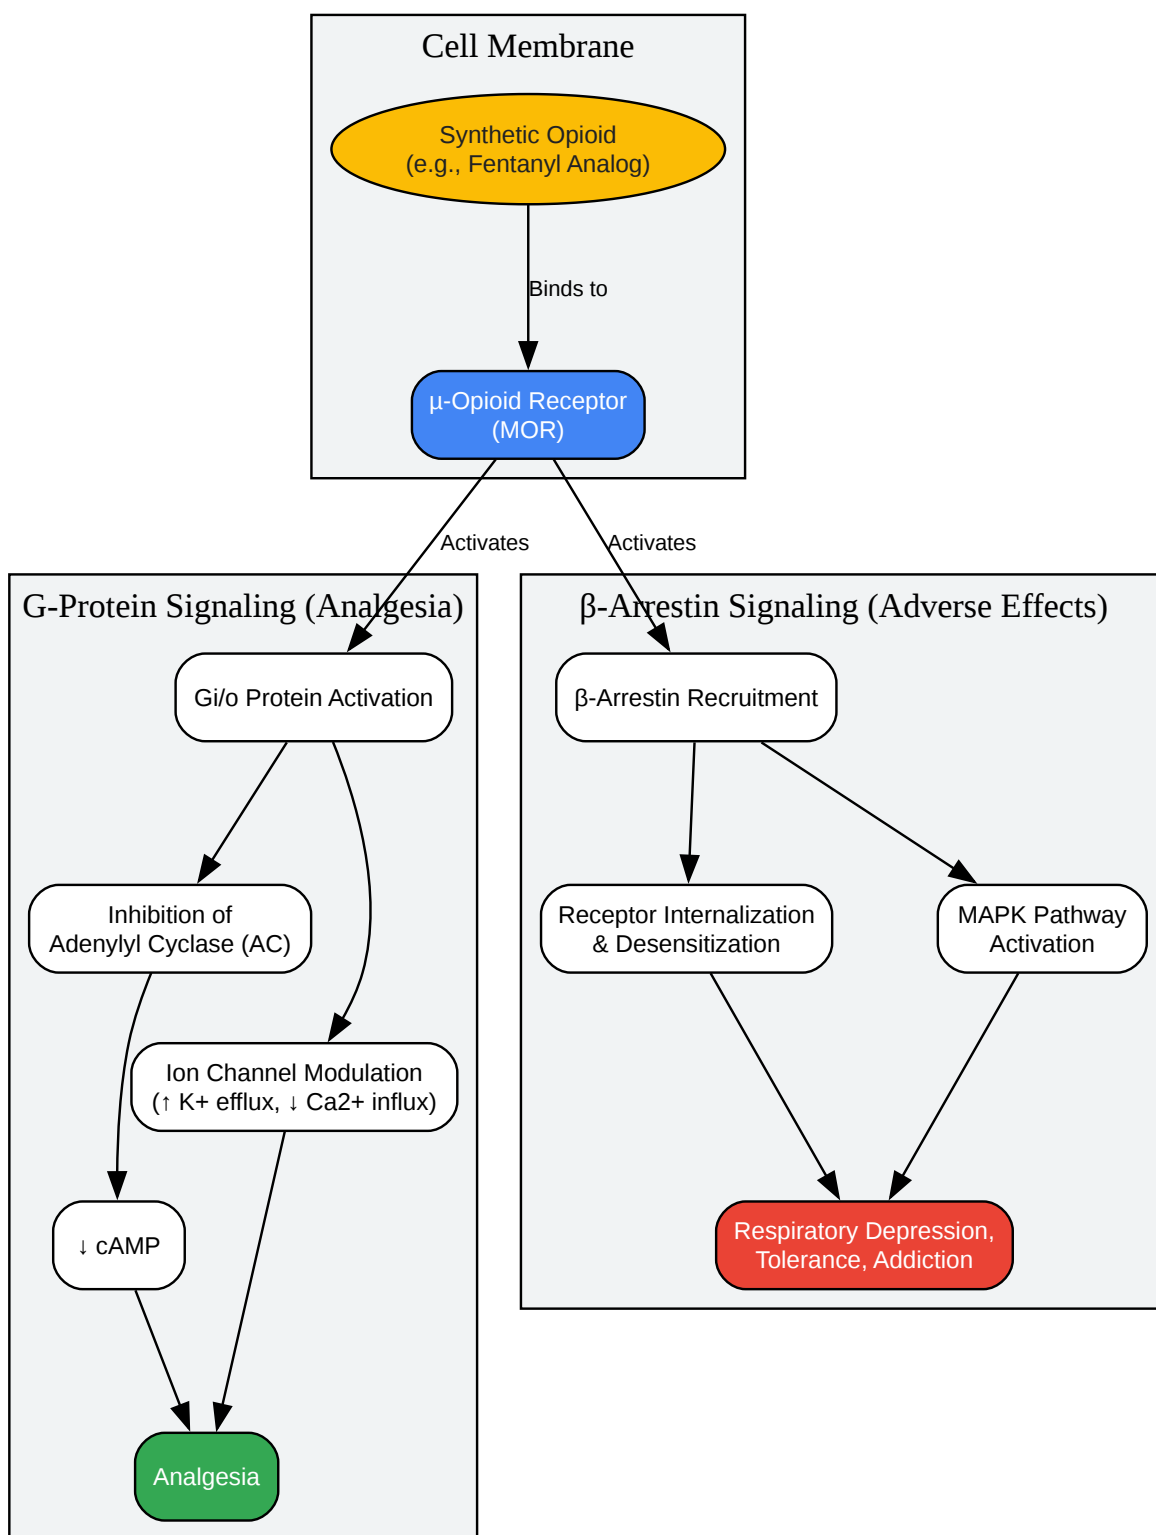 Cell Membrane
Synthetic Opioid
(e.g., Fentanyl Analog)
Binds to
µ-Opioid Receptor
(MOR)
Activates
Activates
G-Protein Signaling (Analgesia)
Gi/o Protein Activation
Inhibition of
Adenylyl Cyclase (AC)
Ion Channel Modulation
(↑ K+ efflux, ↓ Ca2+ influx)
↓ cAMP
Analgesia
β-Arrestin Signaling (Adverse Effects)
β-Arrestin Recruitment
Receptor Internalization
& Desensitization
MAPK Pathway
Activation
Respiratory Depression,
Tolerance, Addiction